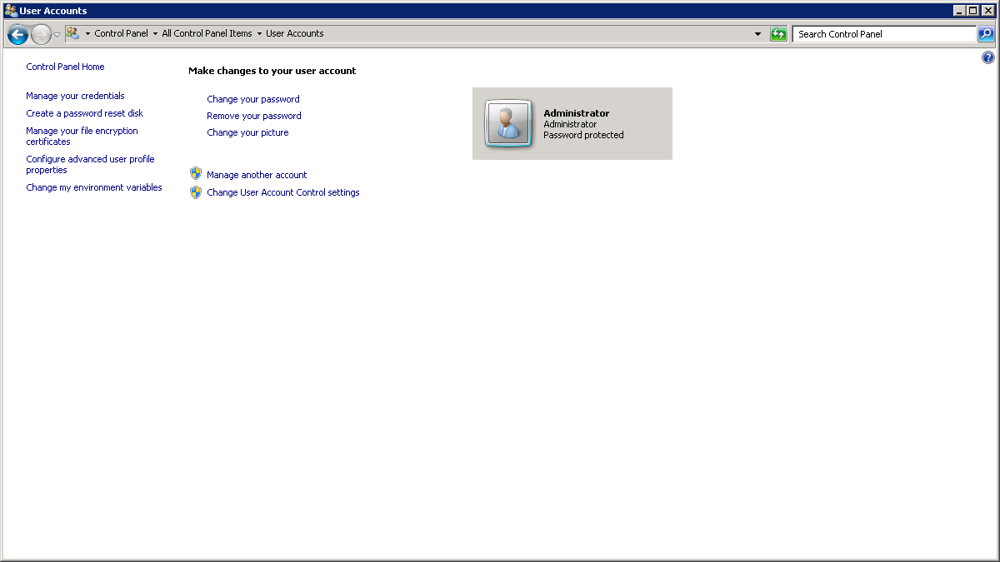 User Accounts
Control Panel
All Control Panel Items
User Accounts
Search Control Panel
Control Panel Home
Manage your credentials
Create a password reset disk
Manage your file encryption
certificates
Configure advanced user profile
properties
Change my environment variables
Make changes to your user account
Change your password
Remove your password
Change your picture
Manage another account
Change User Account Control settings
Administrator
Administrator
Password protected